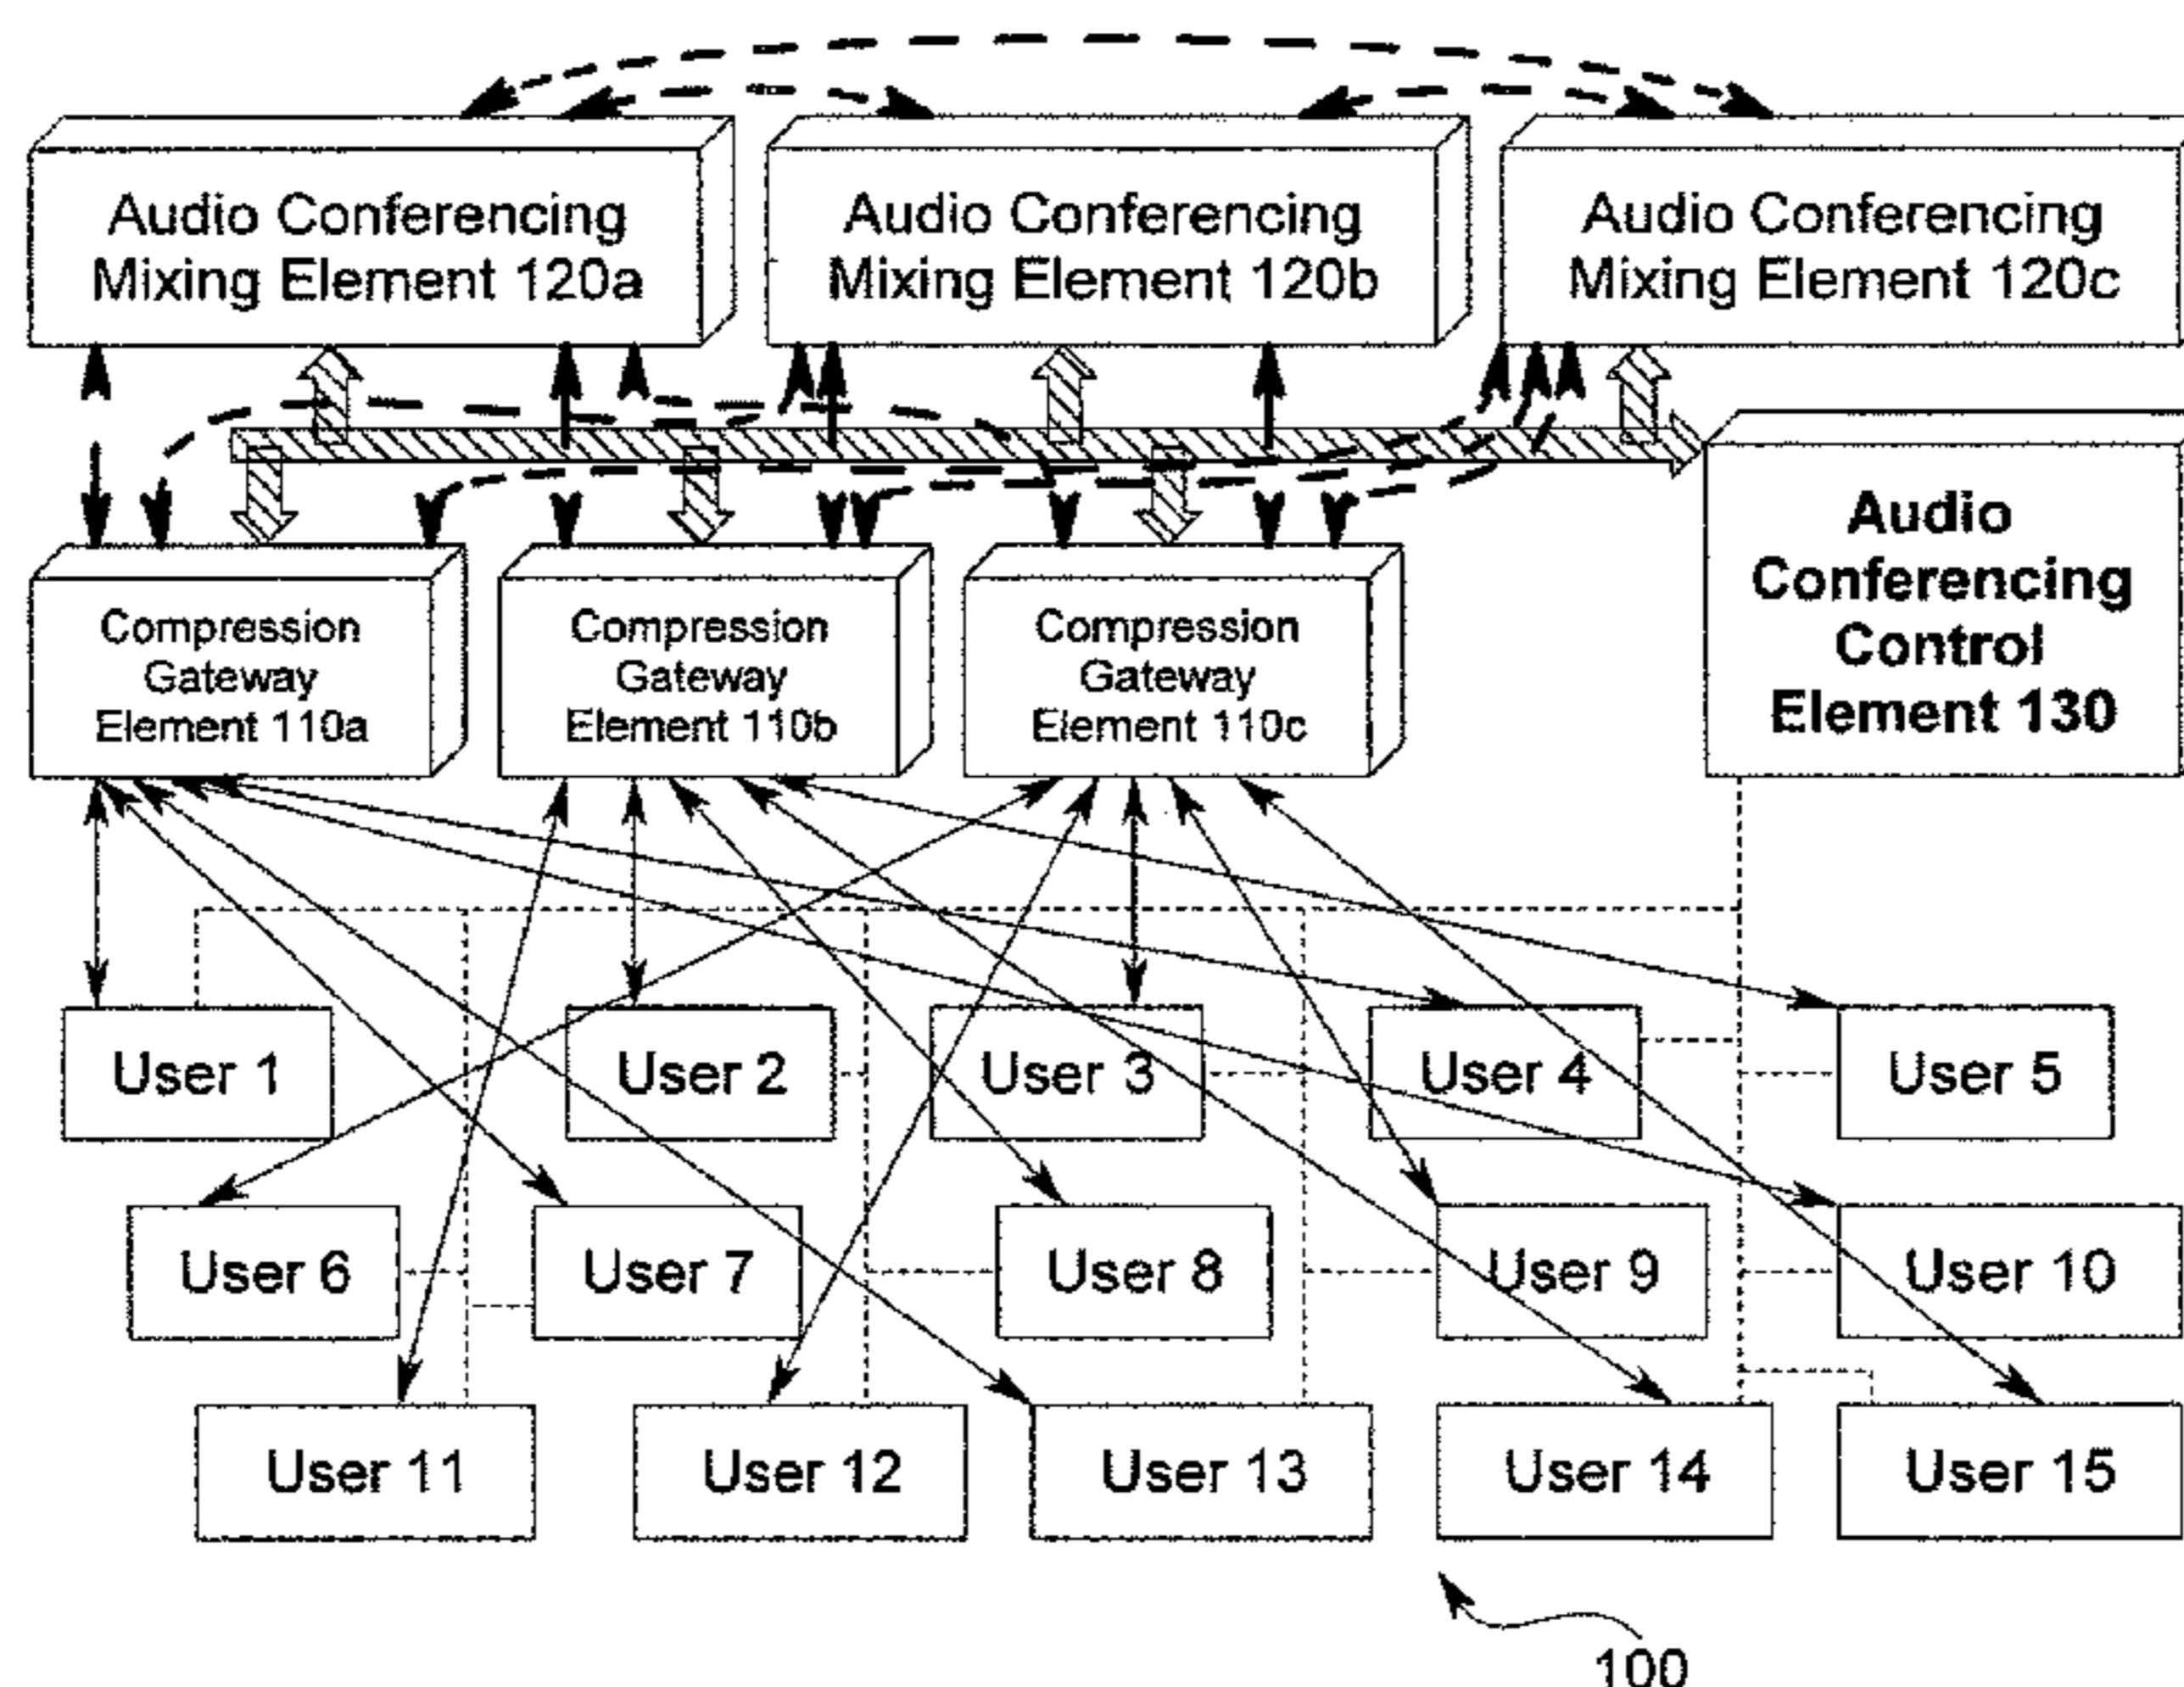 Audio Conferencing
Mixing Element 120a
Audio Conferencing
Mixing Element 120b
Audio Conferencing
Mixing Element 120c
Compression
Gateway
Element 110a
Compression
Gateway
Element 110b
Compression
Gateway
Element 110c
Audio
Conferencing
Control
Element 130
User 1
User 2
User 3
User 4
User 5
User 6
User 7
User 8
User 9
User 10
User 11
User 12
User 13
User 14
User 15
100